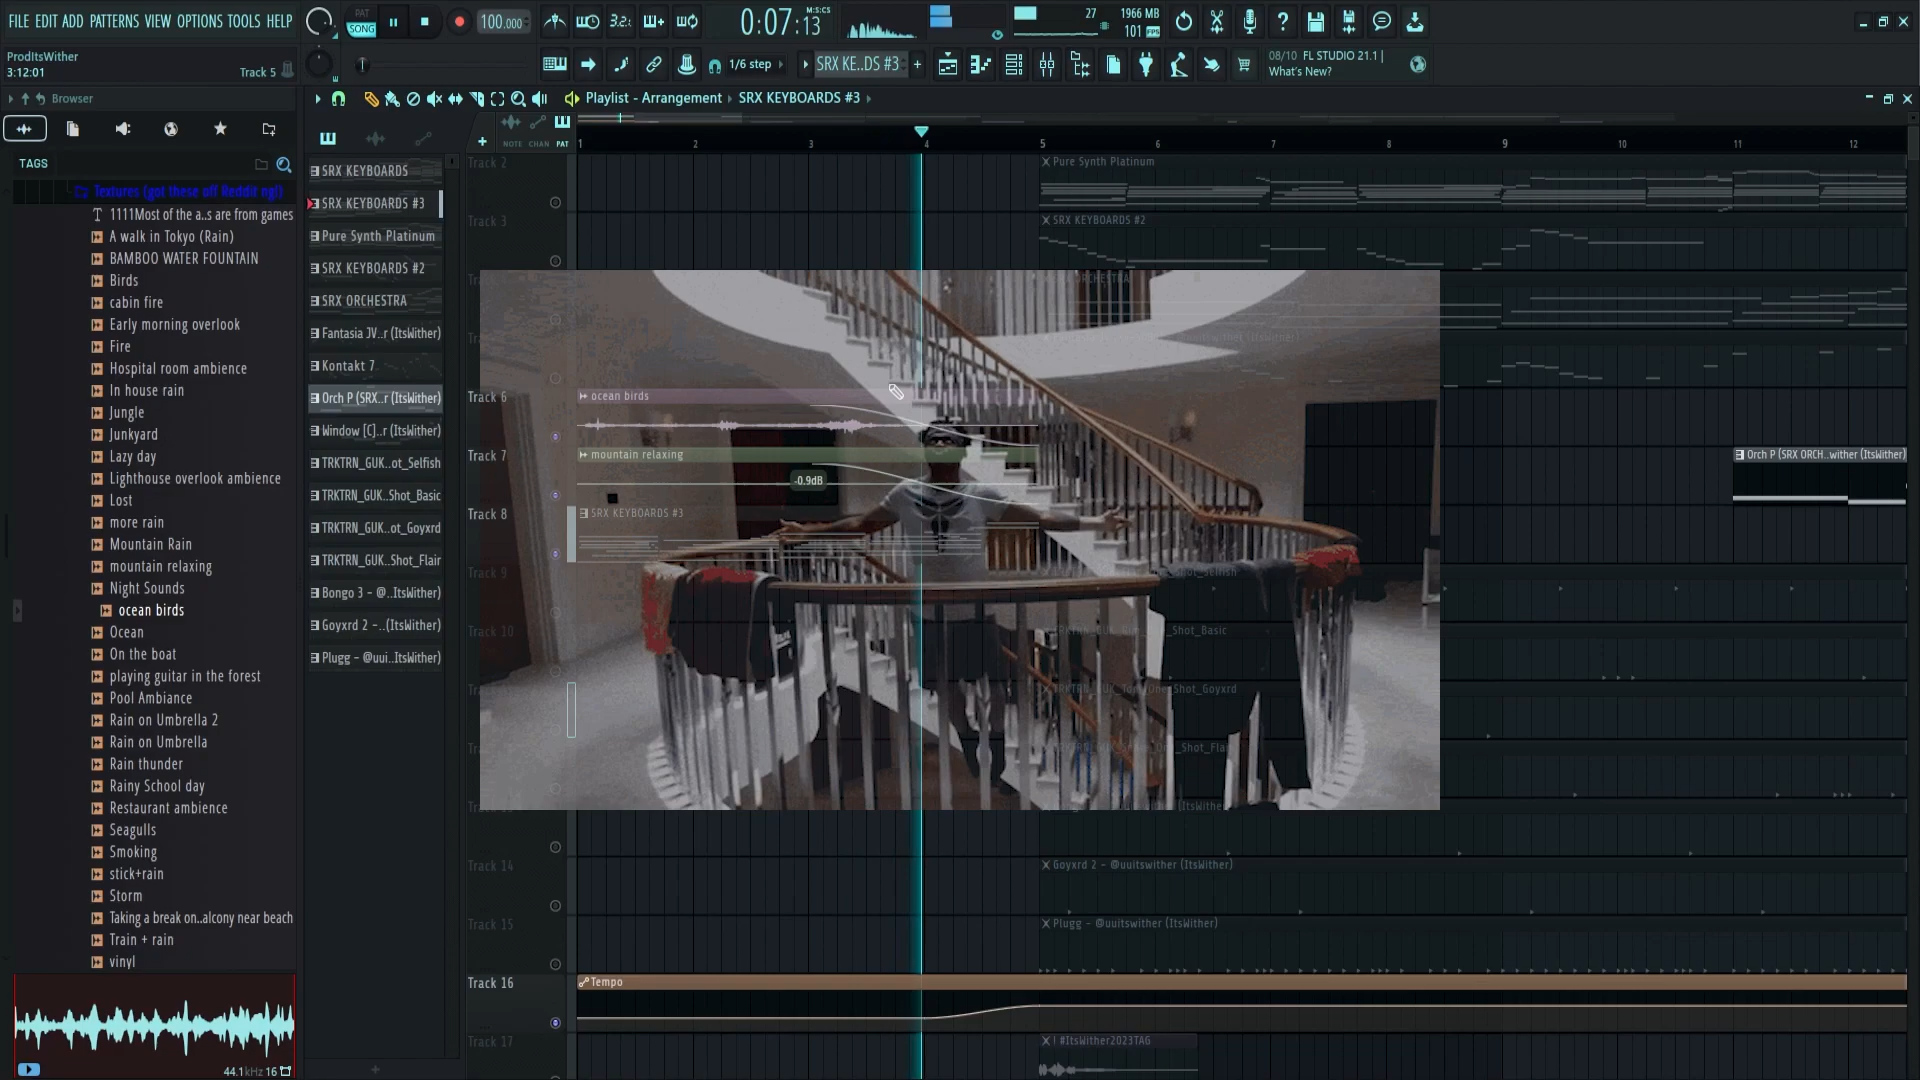 FILE EDIT ADD PATTERNS VIEW OPTIONS TOOLS HELP
PAT
SONG
100.000
3.2.
0:07:13
M:S:CS
27
1966 MB
101 FPS
ProdItsWither
3:12:01
Track 5
1/6 step
SRX KE..DS #3
08/10 FL STUDIO 21.1 |
What's New?
Browser
Playlist - Arrangement
SRX KEYBOARDS #3
NOTE CHAN PAT
1 2 3 4 5 6 7 8 9 10 11 12
TAGS
Textures (got these off Reddit ngl)
1111Most of the a..s are from games
A walk in Tokyo (Rain)
BAMBOO WATER FOUNTAIN
Birds
cabin fire
Early morning overlook
Fire
Hospital room ambience
In house rain
Jungle
Junkyard
Lazy day
Lighthouse overlook ambience
Lost
more rain
Mountain Rain
mountain relaxing
Night Sounds
ocean birds
Ocean
On the boat
playing guitar in the forest
Pool Ambiance
Rain on Umbrella 2
Rain on Umbrella
Rain thunder
Rainy School day
Restaurant ambience
Seagulls
Smoking
stick+rain
Storm
Taking a break on..alcony near beach
Train + rain
vinyl
44.1kHz 16
SRX KEYBOARDS
SRX KEYBOARDS #3
Pure Synth Platinum
SRX KEYBOARDS #2
SRX ORCHESTRA
Fantasia JV..r (ItsWither)
Kontakt 7
Orch P (SRX..r (ItsWither)
Window [C]..r (ItsWither)
TRKTRN_GUK..ot_Selfish
TRKTRN_GUK..Shot_Basic
TRKTRN_GUK..ot_Goyxrd
TRKTRN_GUK..Shot_Flair
Bongo 3 - @..ItsWither)
Goyxrd 2 -..(ItsWither)
Plugg - @uui..ItsWither)
Track 2
Pure Synth Platinum
Track 3
SRX KEYBOARDS #2
Track 6
ocean birds
Track 7
mountain relaxing
-0.9dB
Orch P (SRX ORCH..wither (ItsWither)
Track 8
SRX KEYBOARDS #3
Track 9
Track 10
Track 14
Goyxrd 2 - @uuitswither (ItsWither)
Track 15
Plugg - @uuitswither (ItsWither)
Track 16
Tempo
Track 17
! #ItsWither2023TAG